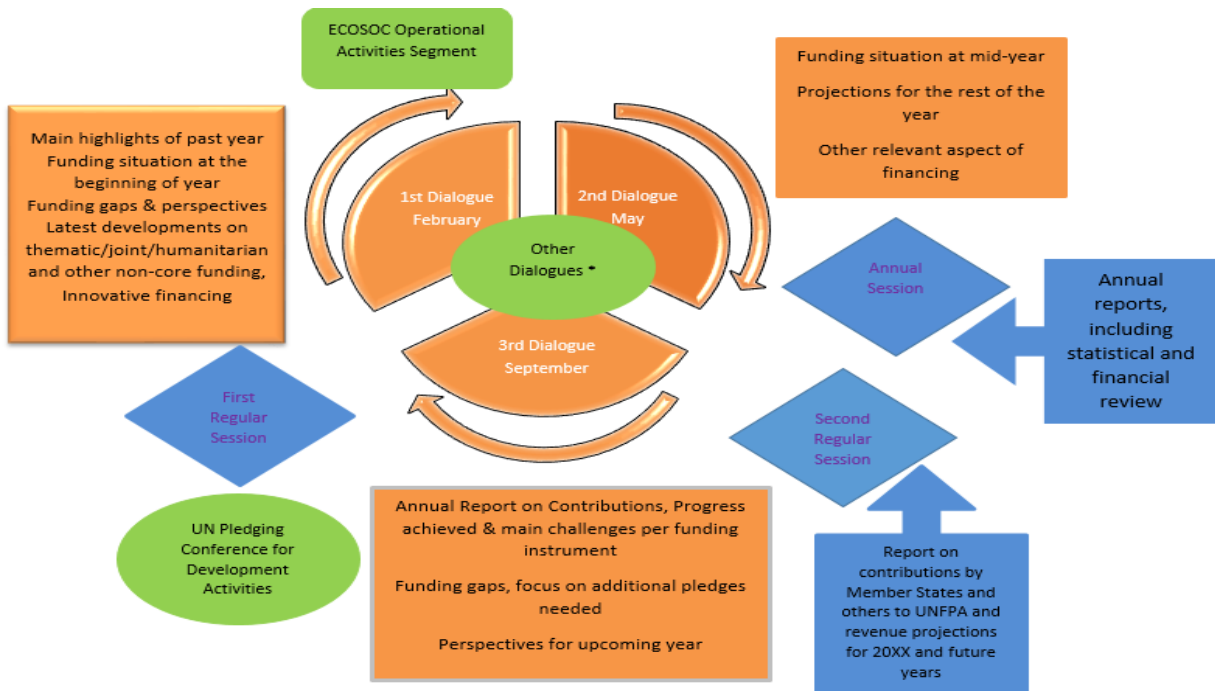 ECOSOC Operational
Activities Segment
Main highlights of past year
Funding situation at the
beginning of year
Funding gaps & perspectives
Latest developments on
thematic/joint/humanitarian
and other non-core funding,
Innovative financing
1st Dialogue
February
2nd Dialogue
May
Other
Dialogues *
3rd Dialogue
September
Funding situation at mid-year
Projections for the rest of the
year
Other relevant aspect of
financing
Annual
Session
Annual
reports,
including
statistical and
financial
review
First
Regular
Session
Second
Regular
Session
UN Pledging
Conference for
Development
Activities
Annual Report on Contributions, Progress
achieved & main challenges per funding
instrument
Funding gaps, focus on additional pledges
needed
Perspectives for upcoming year
Report on
contributions by
Member States and
others to UNFPA and
revenue projections
for 20XX and future
years